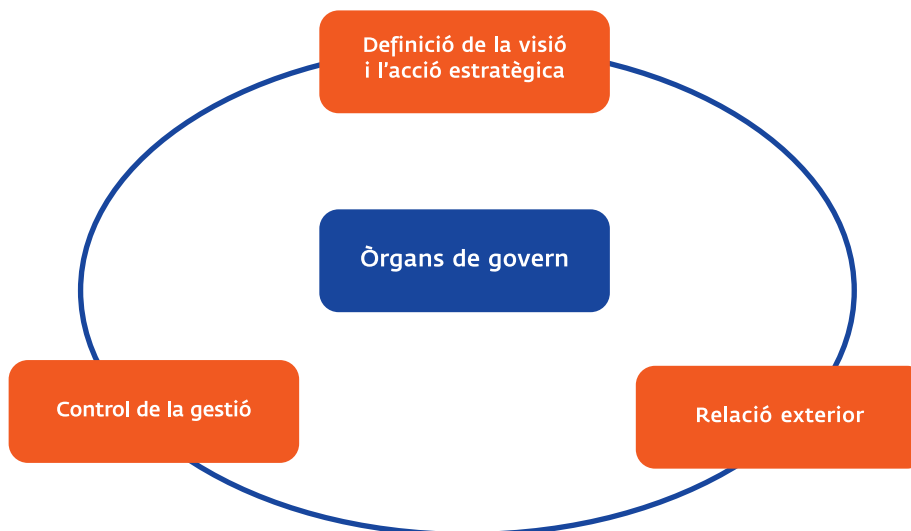 Definició de la visió
i l'acció estratègica
Òrgans de govern
Control de la gestió
Relació exterior